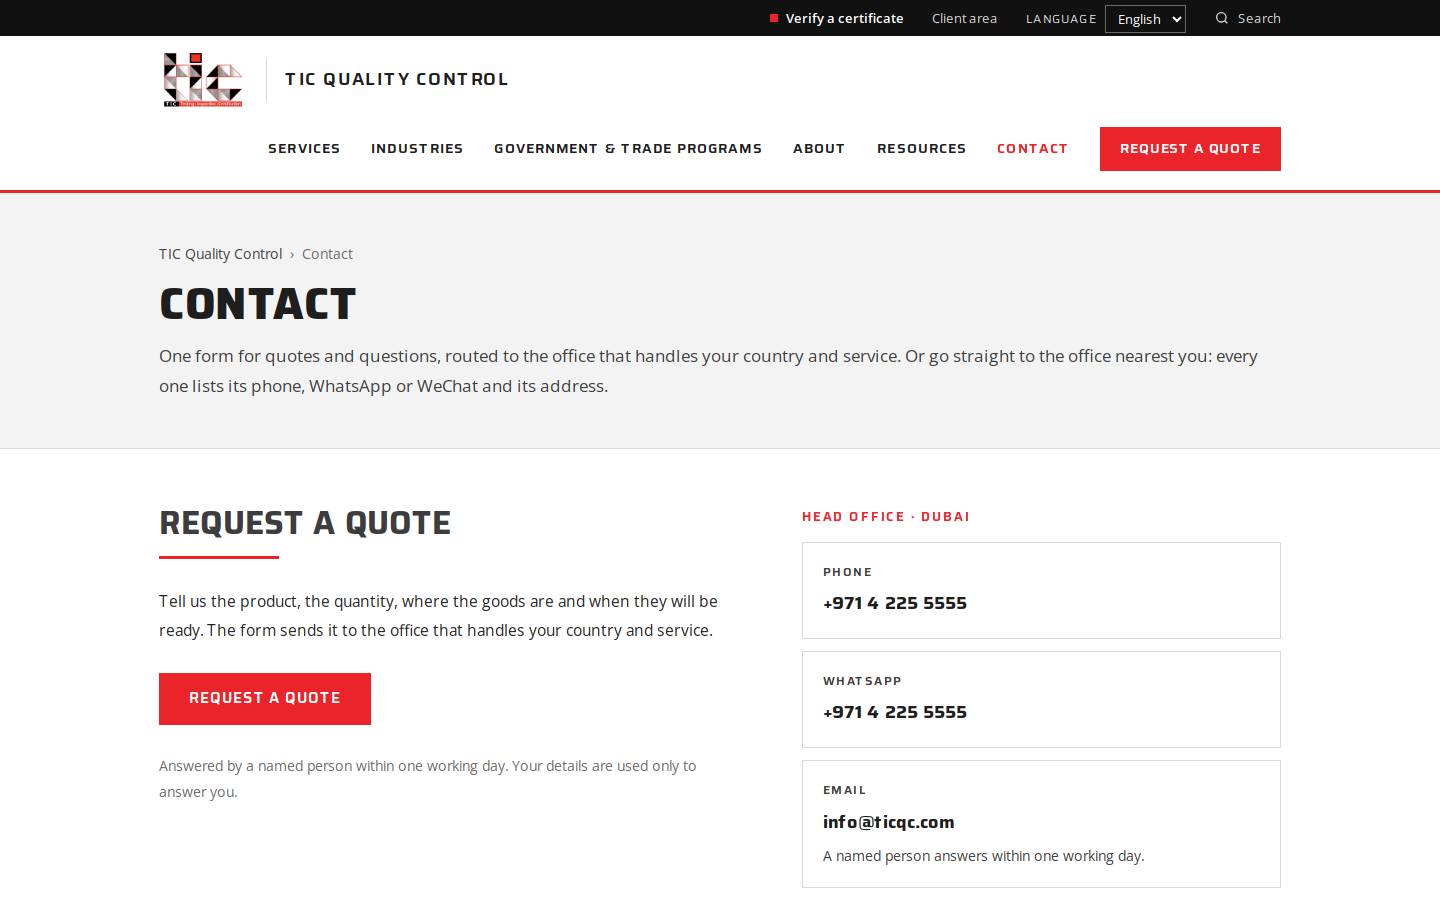 Verify a certificate
Client area
LANGUAGE
English
Search
tic
TIC QUALITY CONTROL
SERVICES
INDUSTRIES
GOVERNMENT & TRADE PROGRAMS
ABOUT
RESOURCES
CONTACT
REQUEST A QUOTE
TIC Quality Control › Contact
CONTACT
One form for quotes and questions, routed to the office that handles your country and service. Or go straight to the office nearest you: every
one lists its phone, WhatsApp or WeChat and its address.
REQUEST A QUOTE
Tell us the product, the quantity, where the goods are and when they will be
ready. The form sends it to the office that handles your country and service.
REQUEST A QUOTE
Answered by a named person within one working day. Your details are used only to
answer you.
HEAD OFFICE · DUBAI
PHONE
+971 4 225 5555
WHATSAPP
+971 4 225 5555
EMAIL
info@ticqc.com
A named person answers within one working day.